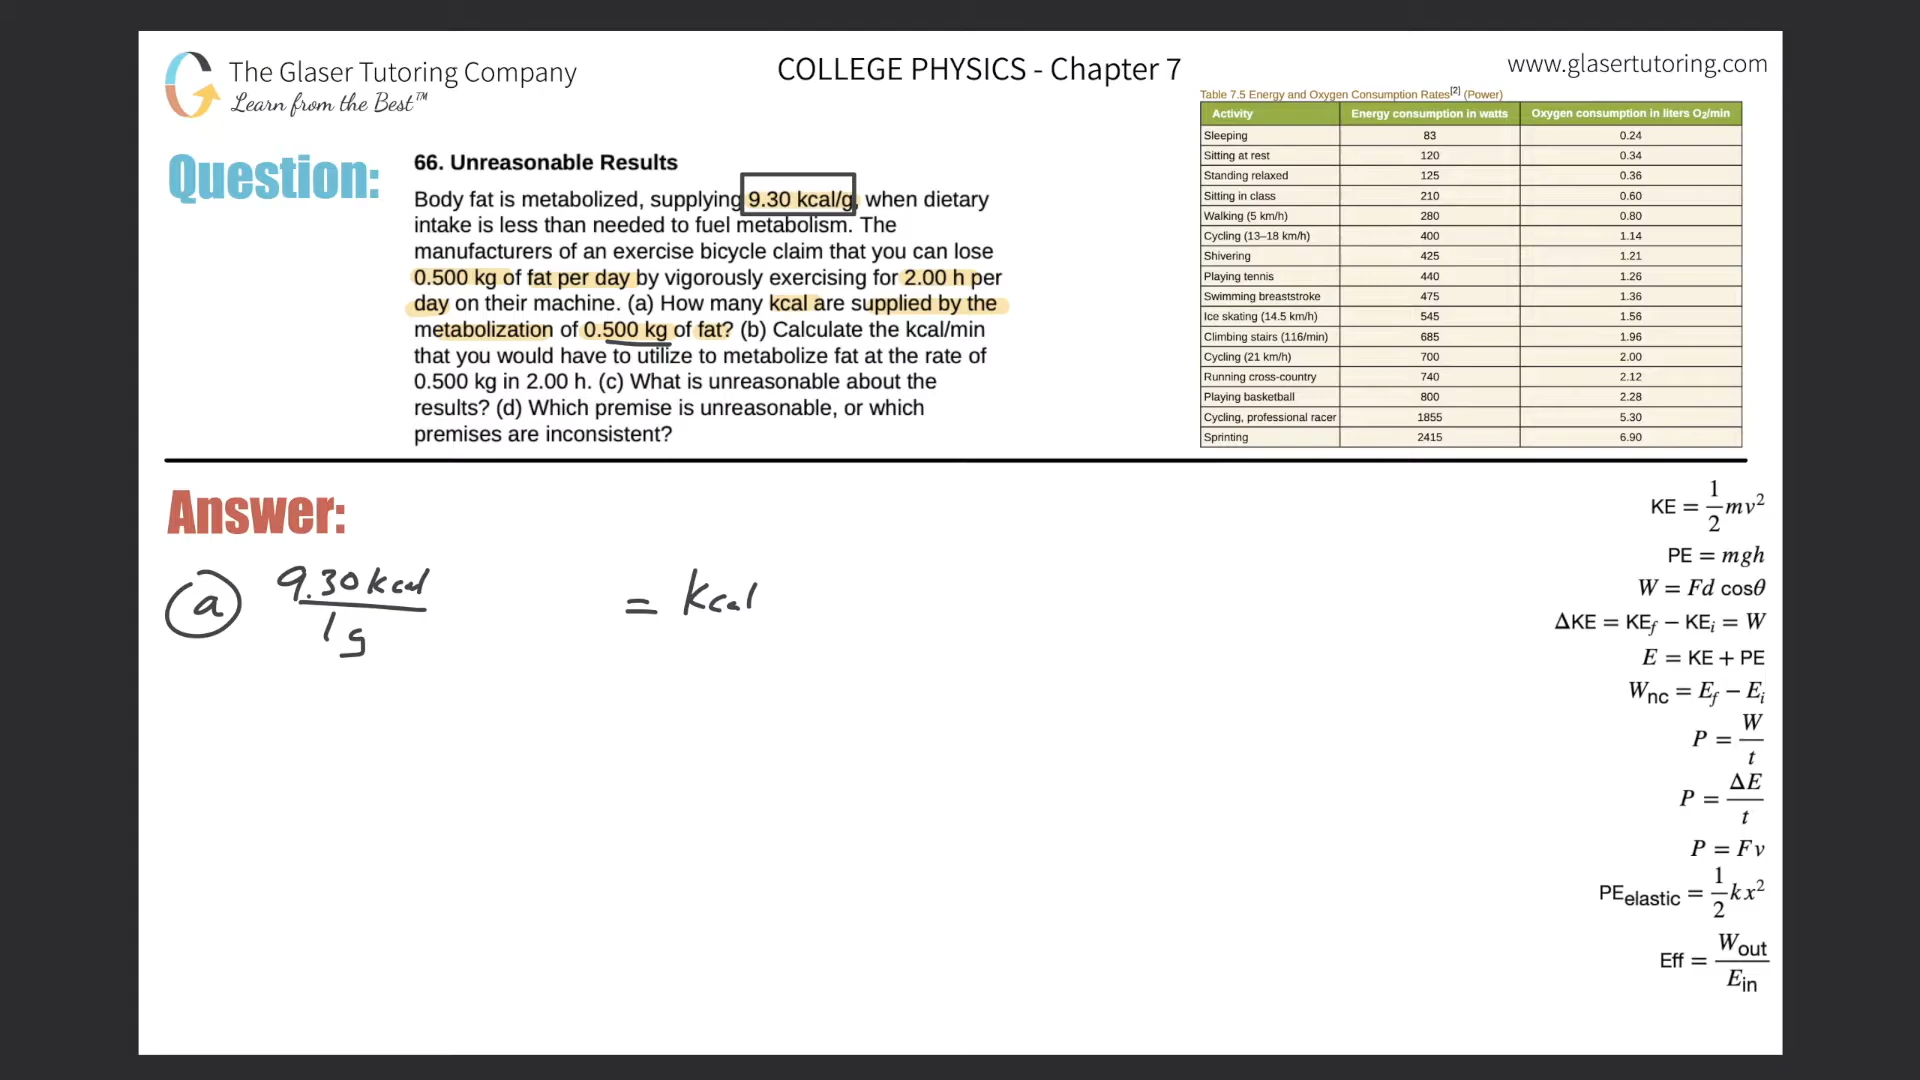 The Glaser Tutoring Company
Learn from the Best™
COLLEGE PHYSICS - Chapter 7
www.glasertutoring.com
Question:
66. Unreasonable Results
Body fat is metabolized, supplying 9.30 kcal/g, when dietary
intake is less than needed to fuel metabolism. The
manufacturers of an exercise bicycle claim that you can lose
0.500 kg of fat per day by vigorously exercising for 2.00 h per
day on their machine. (a) How many kcal are supplied by the
metabolization of 0.500 kg of fat? (b) Calculate the kcal/min
that you would have to utilize to metabolize fat at the rate of
0.500 kg in 2.00 h. (c) What is unreasonable about the
results? (d) Which premise is unreasonable, or which
premises are inconsistent?
Table 7.5 Energy and Oxygen Consumption Rates[2] (Power)
Activity Energy consumption in watts Oxygen consumption in liters O2/min
Sleeping 83 0.24
Sitting at rest 120 0.34
Standing relaxed 125 0.36
Sitting in class 210 0.60
Walking (5 km/h) 280 0.80
Cycling (13–18 km/h) 400 1.14
Shivering 425 1.21
Playing tennis 440 1.26
Swimming breaststroke 475 1.36
Ice skating (14.5 km/h) 545 1.56
Climbing stairs (116/min) 685 1.96
Cycling (21 km/h) 700 2.00
Running cross-country 740 2.12
Playing basketball 800 2.28
Cycling, professional racer 1855 5.30
Sprinting 2415 6.90
Answer:
(a) 9.30 kcal / 1 g = kcal
KE = 1/2 mv²
PE = mgh
W = Fd cosθ
ΔKE = KEf − KEi = W
E = KE + PE
Wnc = Ef − Ei
P = W/t
P = ΔE/t
P = Fv
PEelastic = 1/2 kx²
Eff = Wout/Ein